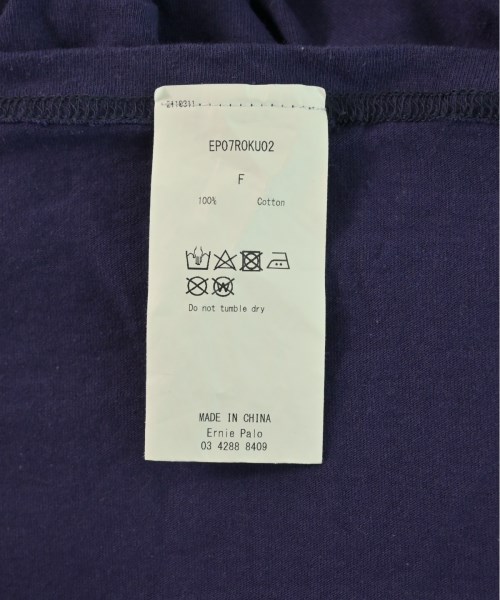 EP07ROKU02
F
100% Cotton
W
Do not tumble dry
MADE IN CHINA
Ernie Palo
03 4288 8409